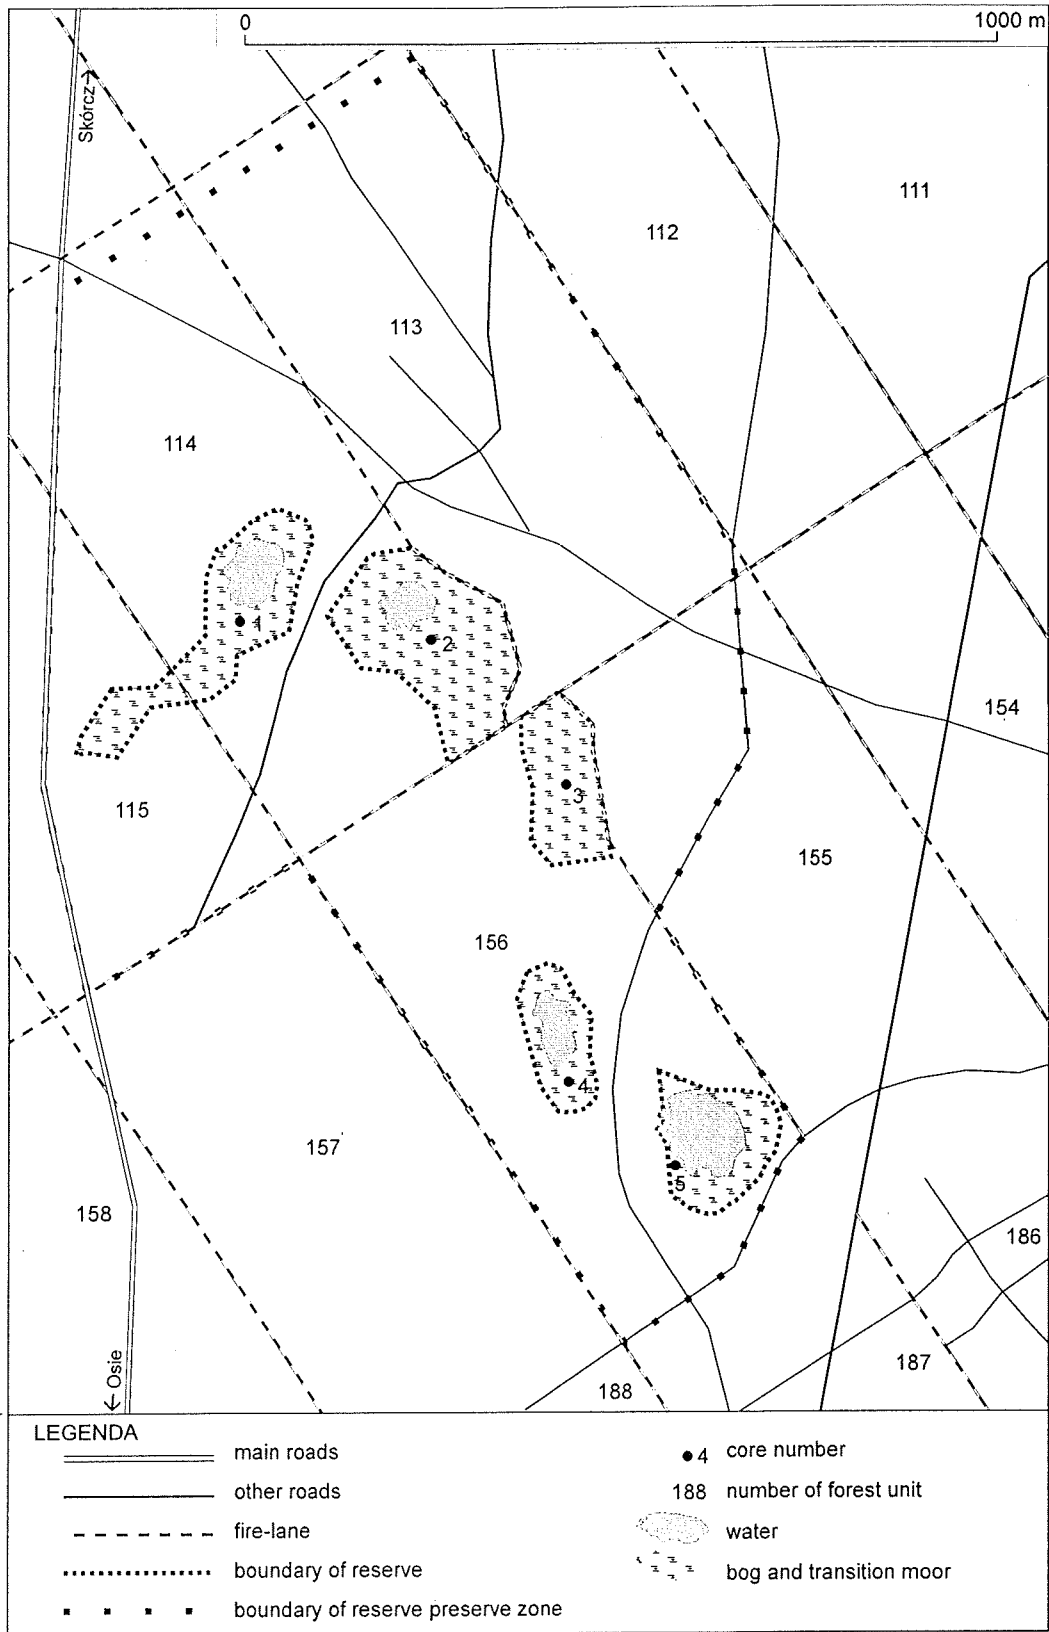 0 1000 m
Skórcz
111
112
113
114
1
2
154
3
115
155
156
4
157
5
158
186
187
Osie
188
LEGENDA
main roads
other roads
fire-lane
boundary of reserve
boundary of reserve preserve zone
4 core number
188 number of forest unit
water
bog and transition moor